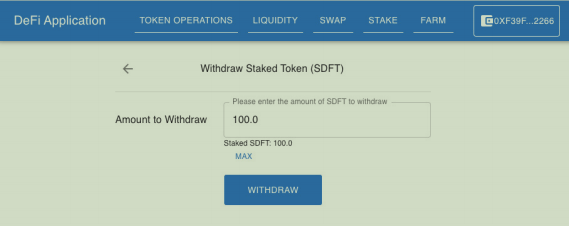 DeFi Application
TOKEN OPERATIONS LIQUIDITY SWAP STAKE FARM 0XF39F...2266
Withdraw Staked Token (SDFT)
Please enter the amount of SDFT to withdraw
Amount to Withdraw 100.0
Staked SDFT: 100.0
MAX
WITHDRAW